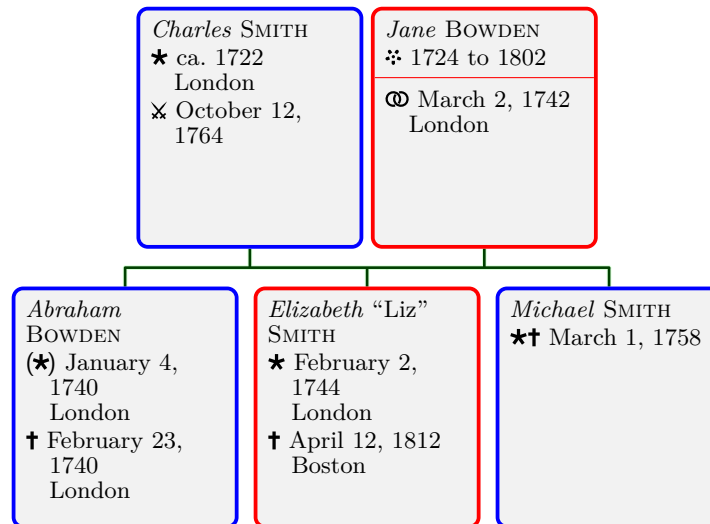 Charles SMITH
★ ca. 1722
London
⚔ October 12,
1764
Jane BOWDEN
⁘ 1724 to 1802
⚭ March 2, 1742
London
Abraham
BOWDEN
(★) January 4,
1740
London
✝ February 23,
1740
London
Elizabeth “Liz”
SMITH
★ February 2,
1744
London
✝ April 12, 1812
Boston
Michael SMITH
★✝ March 1, 1758